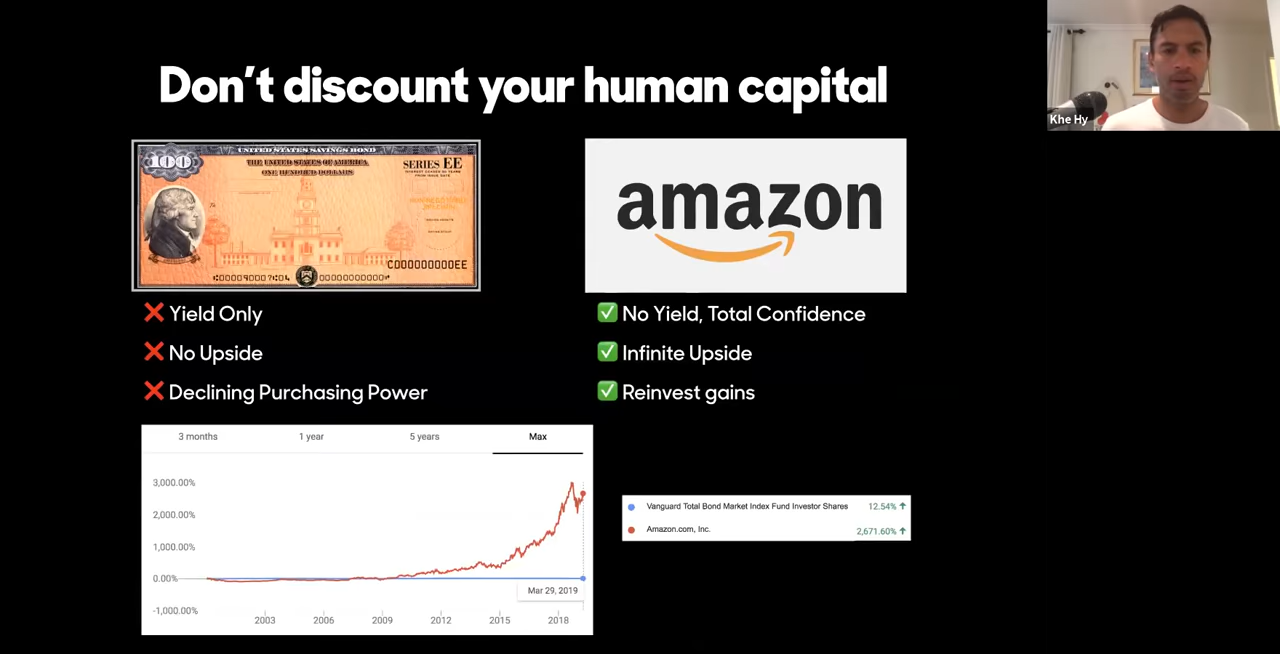 Don't discount your human capital
Khe Hy
UNITED STATES SAVINGS BOND
100
THE UNITED STATES OF AMERICA
ONE HUNDRED DOLLARS
SERIES EE
C000000000EE
amazon
❌ Yield Only
❌ No Upside
❌ Declining Purchasing Power
✅ No Yield, Total Confidence
✅ Infinite Upside
✅ Reinvest gains
3 months 1 year 5 years Max
3,000.00%
2,000.00%
1,000.00%
0.00%
-1,000.00%
Mar 29, 2019
2003 2006 2009 2012 2015 2018
Vanguard Total Bond Market Index Fund Investor Shares 12.54% ↑
Amazon.com, Inc. 2,671.60% ↑